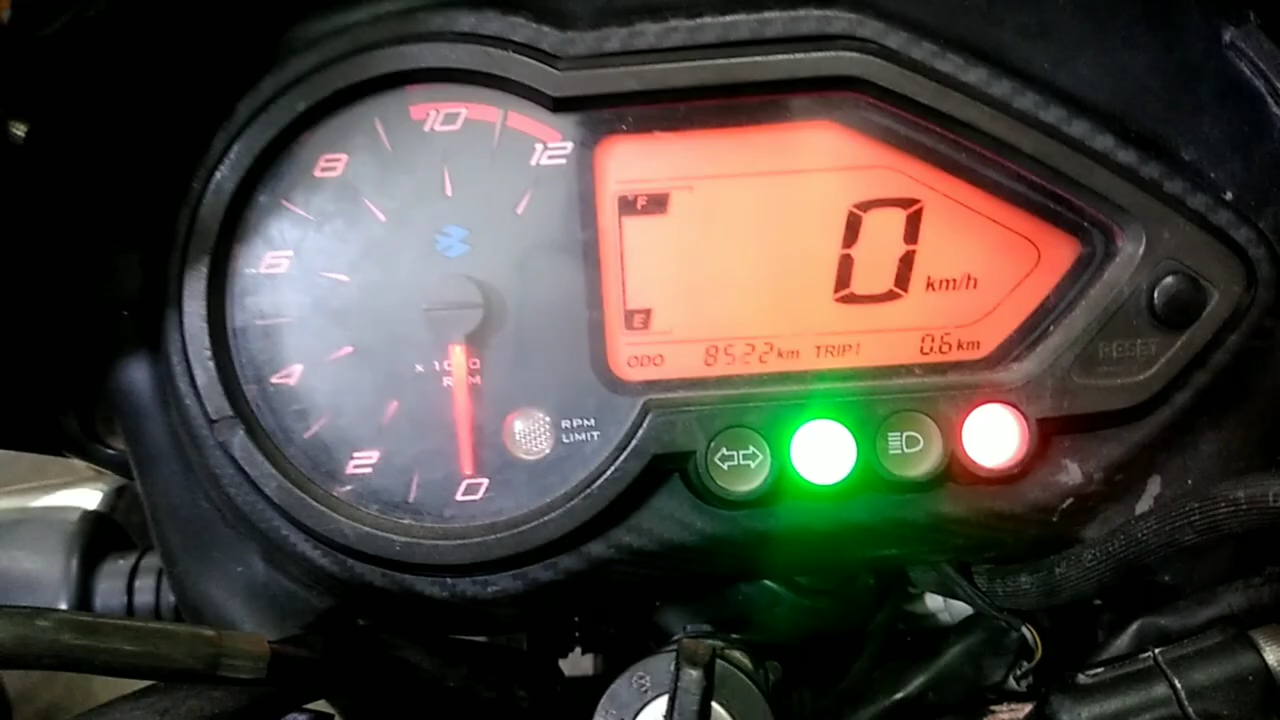 10
12
8
6
4
2
0
x 1000
RPM
RPM
LIMIT
F
E
0
km/h
ODO 8522 km TRIP1 0.6 km
RESET